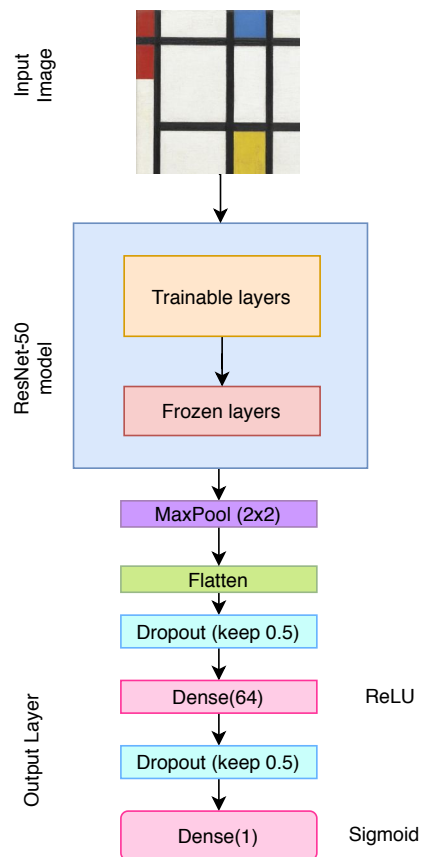 Input
Image
ResNet-50
model
Trainable layers
Frozen layers
MaxPool (2x2)
Flatten
Dropout (keep 0.5)
Output Layer
Dense(64)
ReLU
Dropout (keep 0.5)
Dense(1)
Sigmoid